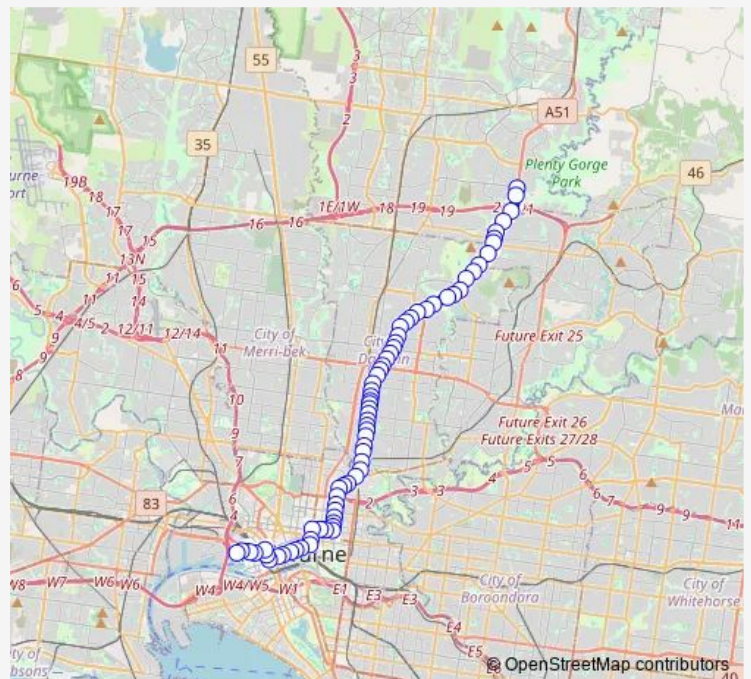 55
3
3
2
A51
35
Plenty Gorge
Park
46
19B
18
17
17
15
13N
15
14
11
11
16
16
1E/1W
18
19
19
6
5
4
4/5
2
12/11
12/14
11
9
9
8
City of
Merri-bek
Future Exit 25
10
9
7
6
4
Future Exit 26
Future Exits 27/28
83
2
3
3
4
5
5
6
6
7
9
9
11
W8
W7
W6
W6
W4
W4/W5
W1
E1
E3
E3
E4
E5
City of
Boroondara
City of
Whitehorse
40
© OpenStreetMap contributors